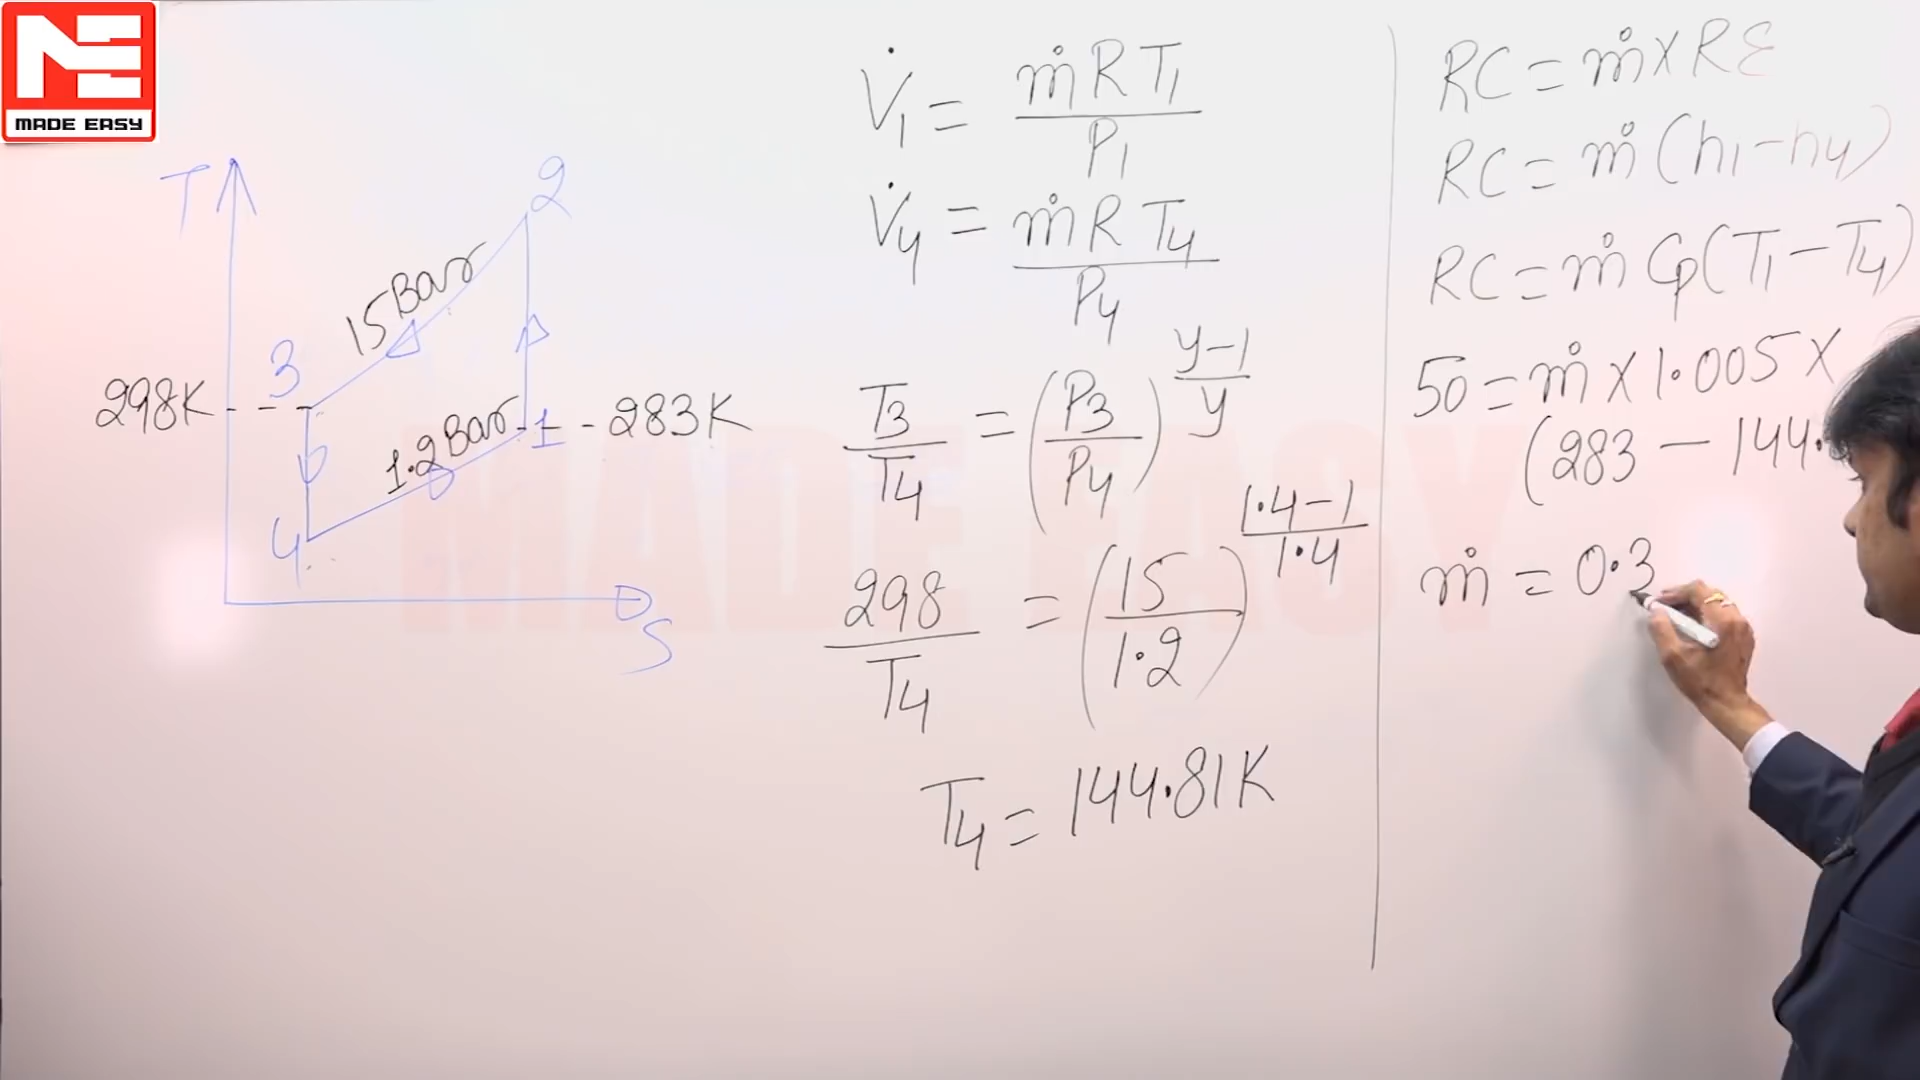 MADE EASY
T
2
15 Bar
3
298K
1.2 Bar
1
283K
4
S
V̇1 = ṁRT1 / P1
V̇4 = ṁRT4 / P4
T3 / T4 = (P3 / P4)^(γ-1 / γ)
298 / T4 = (15 / 1.2)^(1.4-1 / 1.4)
T4 = 144.81K
RC = ṁ x RE
RC = ṁ (h1-h4)
RC = ṁ Cp(T1-T4)
50 = ṁ x 1.005 x
(283 - 144.
ṁ = 0.3
MADE EASY